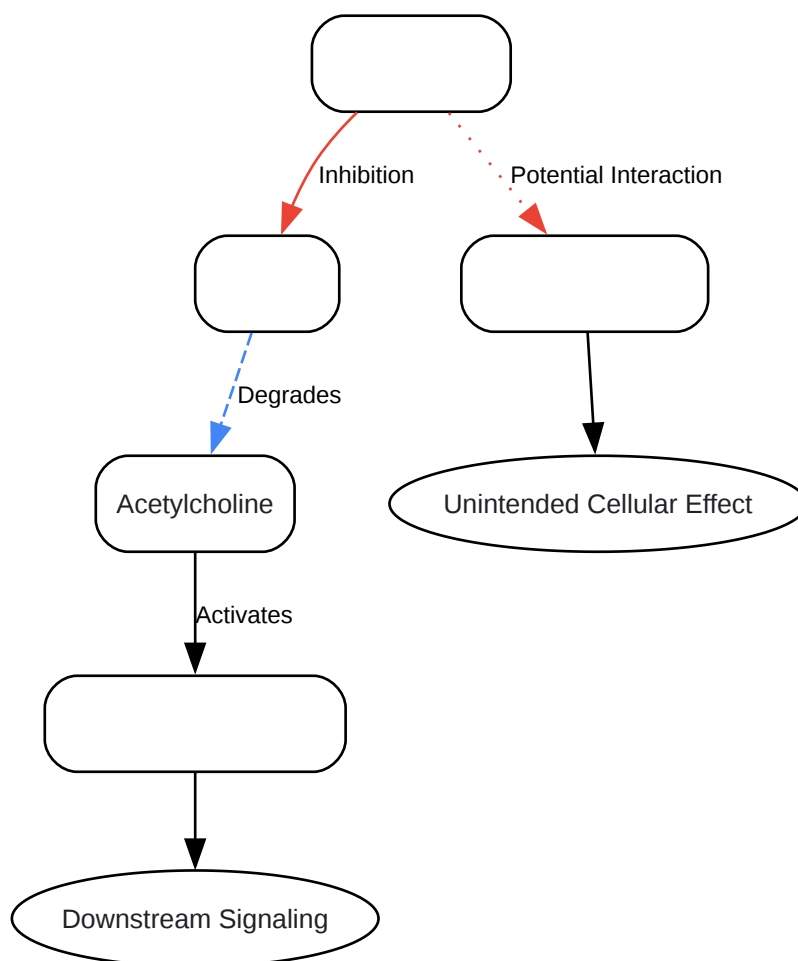 Inhibition
Potential Interaction
Degrades
Acetylcholine
Unintended Cellular Effect
Activates
Downstream Signaling